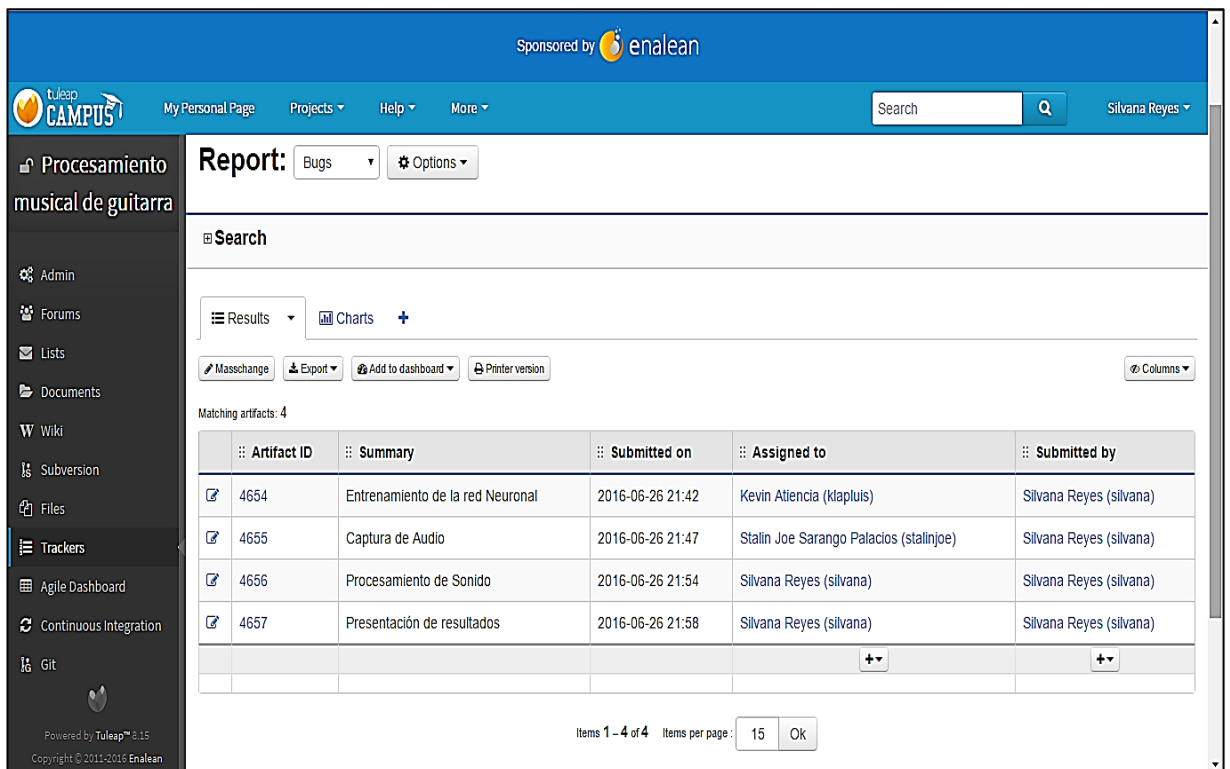 Sponsored by enalean
tuleap
CAMPUS
My Personal Page Projects Help More Search Silvana Reyes
Procesamiento
musical de guitarra
Admin
Forums
Lists
Documents
Wiki
Subversion
Files
Trackers
Agile Dashboard
Continuous Integration
Git
Powered by Tuleap™ 8.15
Copyright © 2011-2016 Enalean
Report: Bugs Options
Search
Results Charts
Masschange Export Add to dashboard Printer version Columns
Matching artifacts: 4
Artifact ID Summary Submitted on Assigned to Submitted by
4654 Entrenamiento de la red Neuronal 2016-06-26 21:42 Kevin Atiencia (klapluis) Silvana Reyes (silvana)
4655 Captura de Audio 2016-06-26 21:47 Stalin Joe Sarango Palacios (stalinjoe) Silvana Reyes (silvana)
4656 Procesamiento de Sonido 2016-06-26 21:54 Silvana Reyes (silvana) Silvana Reyes (silvana)
4657 Presentación de resultados 2016-06-26 21:58 Silvana Reyes (silvana) Silvana Reyes (silvana)
Items 1 – 4 of 4 Items per page : 15 Ok